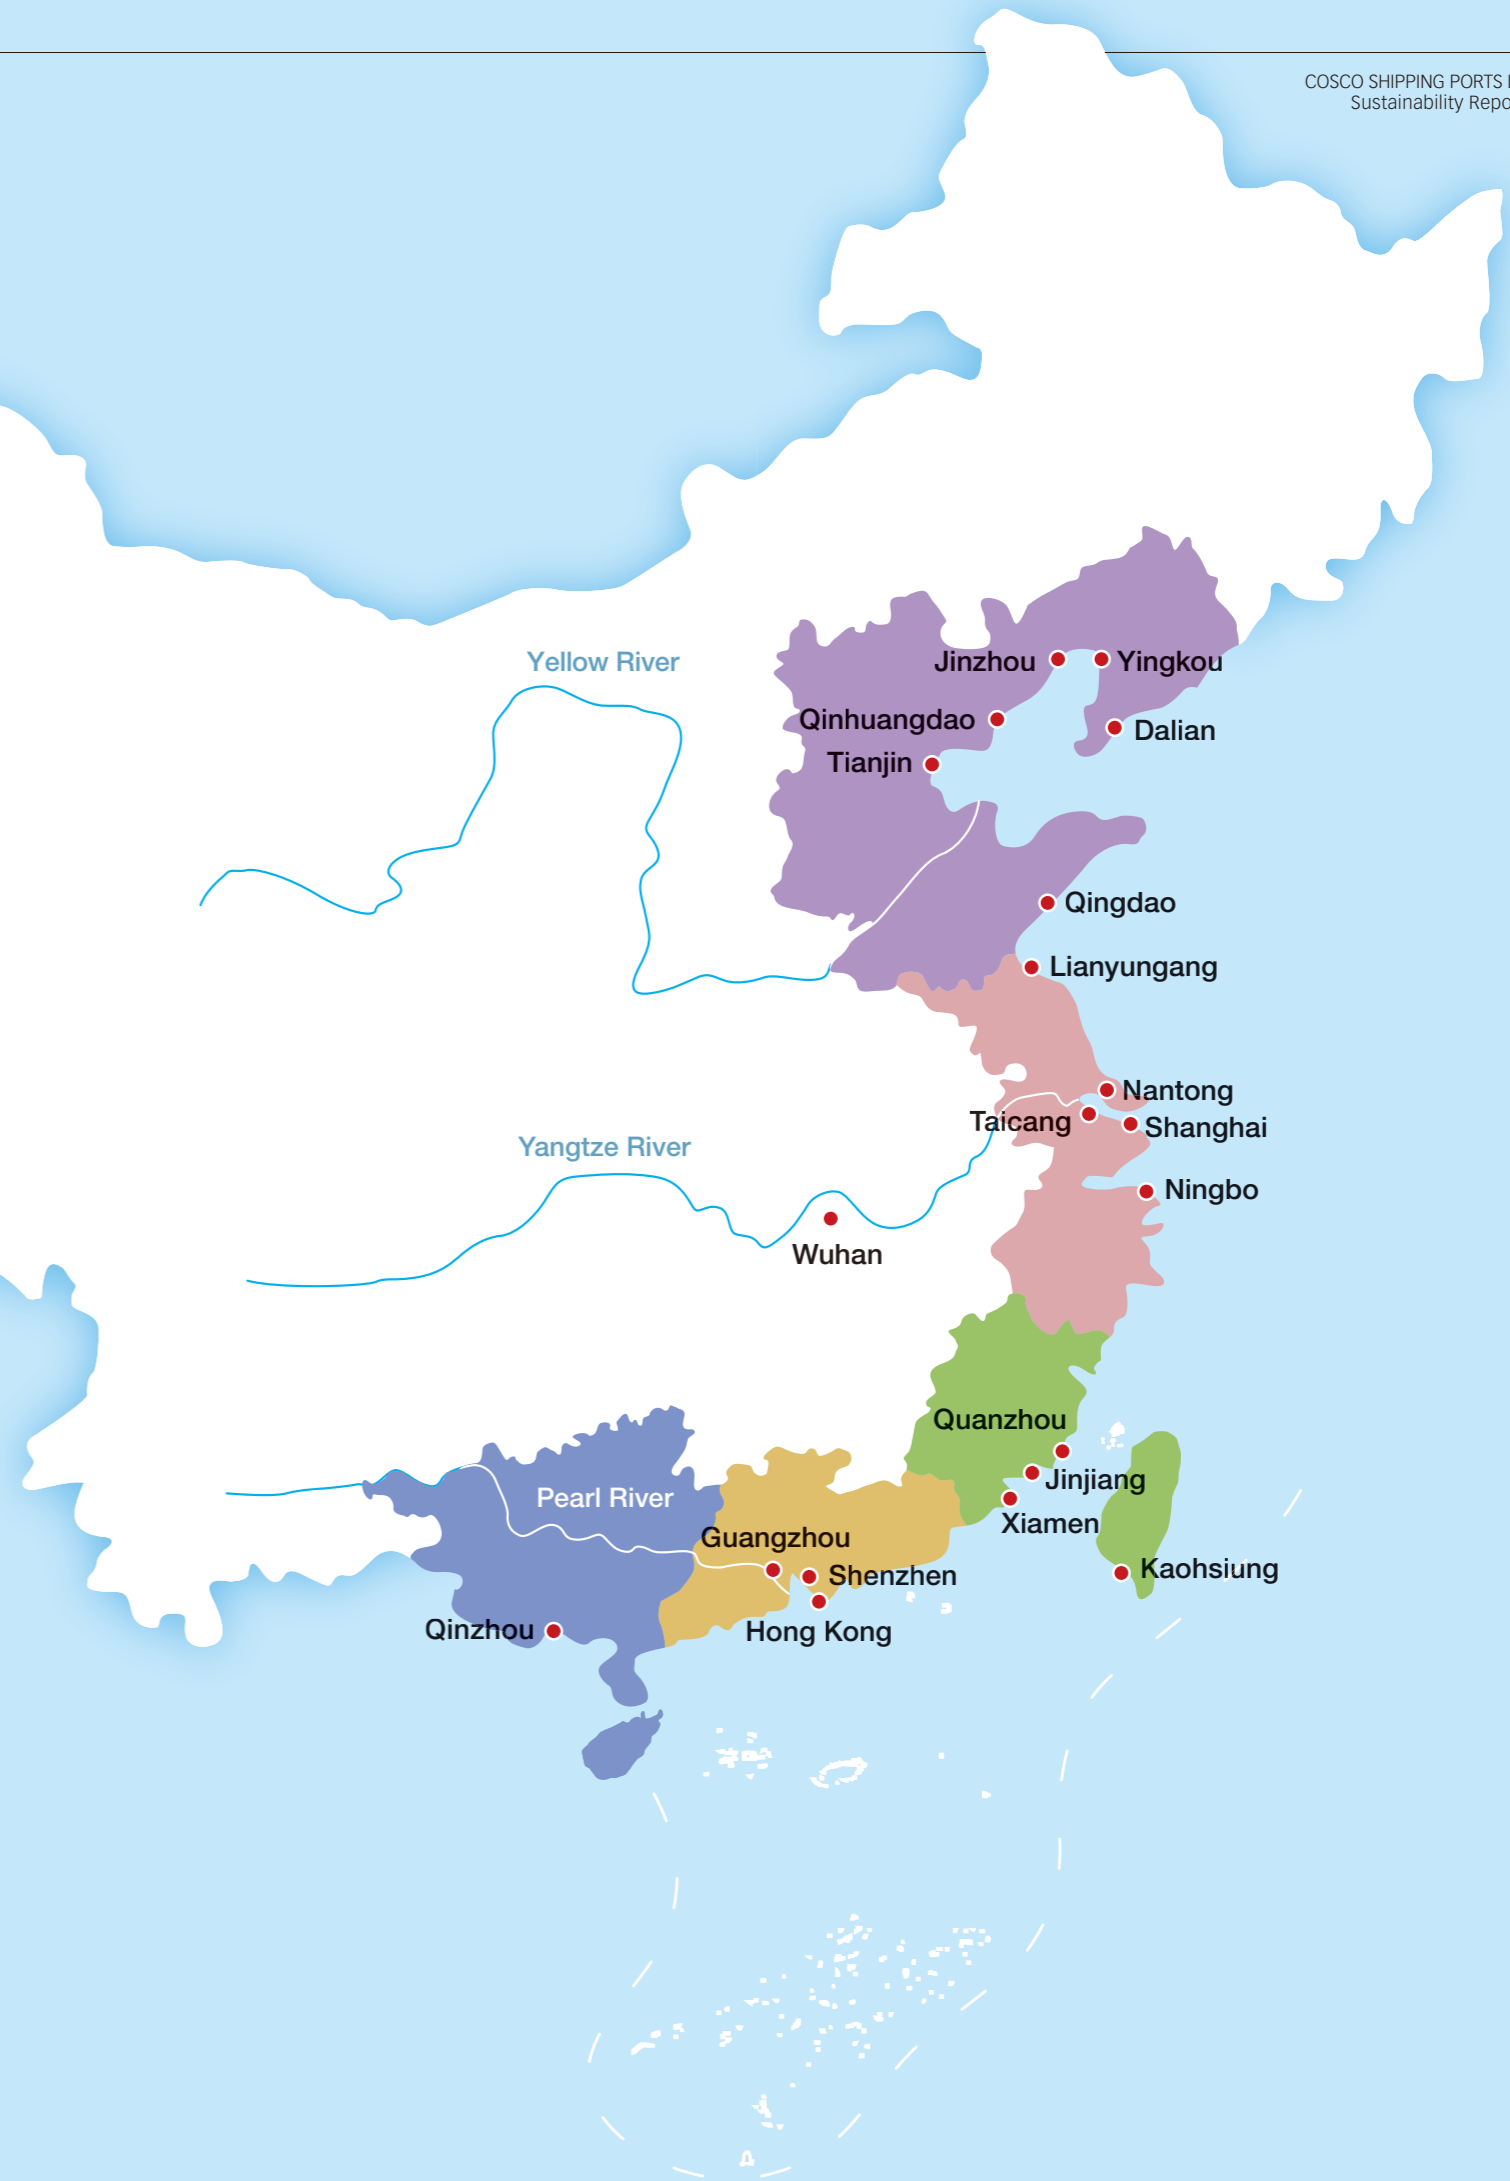 COSCO SHIPPING PORTS
Sustainability
Yellow River
Jinzhou
Yingkou
Qinhuangdao
Dalian
Tianjin
Qingdao
Lianyungang
Nantong
Taicang
Shanghai
Yangtze River
Ningbo
Wuhan
Quanzhou
Jinjiang
Pearl River
Xiamen
Guangzhou
Kaohsiung
Shenzhen
Qinzhou
Hong Kong